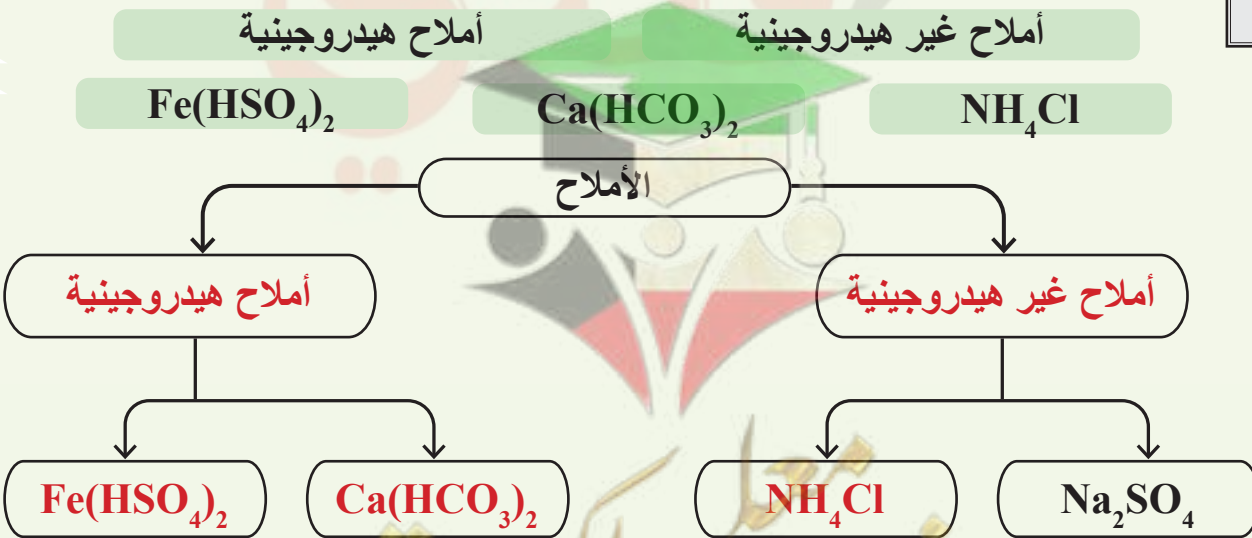 أملاح غير هيدروجينية أملاح هيدروجينية
NH₄Cl Ca(HCO₃)₂ Fe(HSO₄)₂
الأملاح
أملاح غير هيدروجينية أملاح هيدروجينية
Na₂SO₄ NH₄Cl Ca(HCO₃)₂ Fe(HSO₄)₂